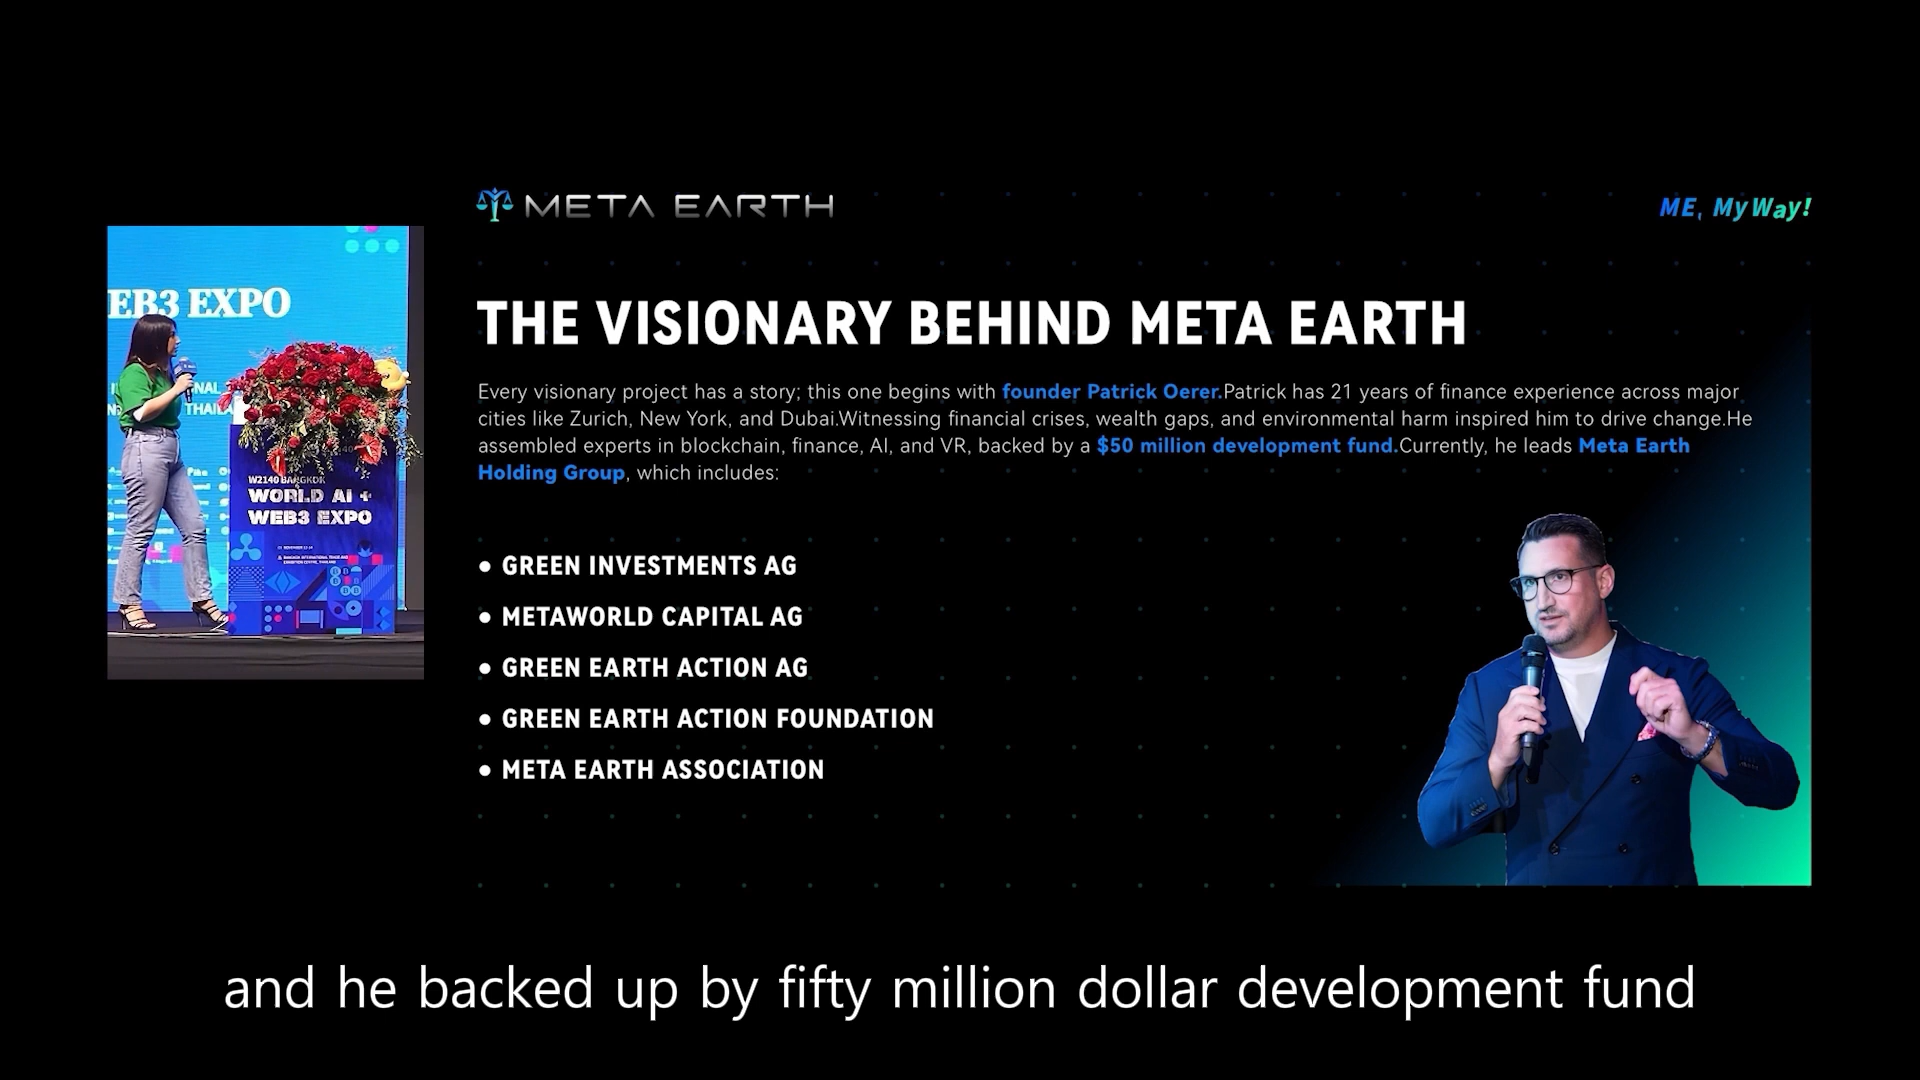 META EARTH
ME, My Way!
THE VISIONARY BEHIND META EARTH
Every visionary project has a story; this one begins with founder Patrick Oerer.Patrick has 21 years of finance experience across major
cities like Zurich, New York, and Dubai.Witnessing financial crises, wealth gaps, and environmental harm inspired him to drive change.He
assembled experts in blockchain, finance, AI, and VR, backed by a $50 million development fund.Currently, he leads Meta Earth
Holding Group, which includes:
● GREEN INVESTMENTS AG
● METAWORLD CAPITAL AG
● GREEN EARTH ACTION AG
● GREEN EARTH ACTION FOUNDATION
● META EARTH ASSOCIATION
EB3 EXPO
W2140 BANGKOK
WORLD AI +
WEB3 EXPO
and he backed up by fifty million dollar development fund